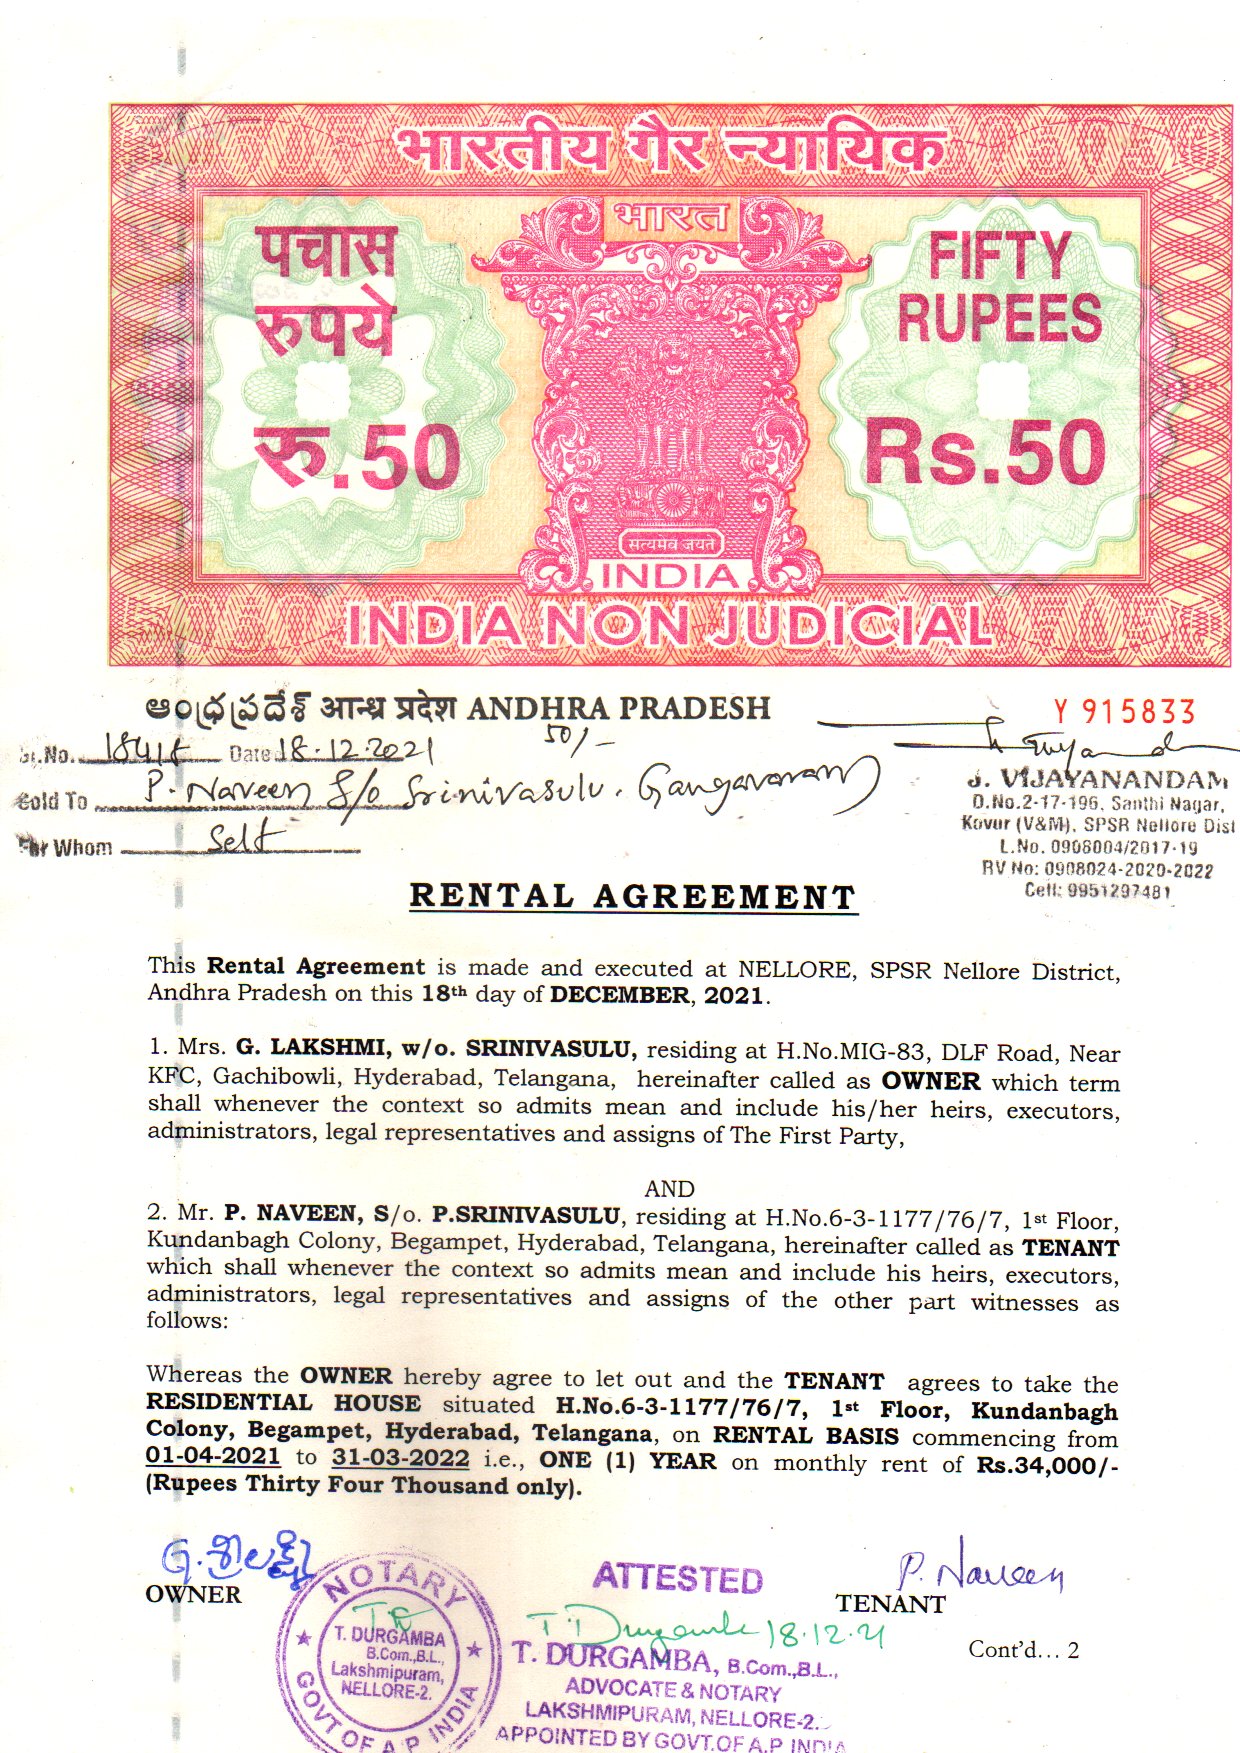 भारतीय गैर न्यायिक
भारत
पचास
रुपये
रु.50
FIFTY
RUPEES
Rs.50
सत्यमेव जयते
INDIA
INDIA NON JUDICIAL
ఆంధ్రప్రదేశ్ आन्ध्र प्रदेश ANDHRA PRADESH
Y 915833
Date 18.12.2021 50/-
Sold To P. Naveen S/o Srinivasulu, Gangavaram
For Whom Self
J. VIJAYANANDAM
D.No.2-17-196, Santhi Nagar,
Kovur (V&M), SPSR Nellore Dist
L.No. 0908004/2017-19
RV No: 0908024-2020-2022
Cell: 9951297481
RENTAL AGREEMENT
This Rental Agreement is made and executed at NELLORE, SPSR Nellore District,
Andhra Pradesh on this 18th day of DECEMBER, 2021.
1. Mrs. G. LAKSHMI, w/o. SRINIVASULU, residing at H.No.MIG-83, DLF Road, Near
KFC, Gachibowli, Hyderabad, Telangana, hereinafter called as OWNER which term
shall whenever the context so admits mean and include his/her heirs, executors,
administrators, legal representatives and assigns of The First Party,
AND
2. Mr. P. NAVEEN, S/o. P.SRINIVASULU, residing at H.No.6-3-1177/76/7, 1st Floor,
Kundanbagh Colony, Begampet, Hyderabad, Telangana, hereinafter called as TENANT
which shall whenever the context so admits mean and include his heirs, executors,
administrators, legal representatives and assigns of the other part witnesses as
follows:
Whereas the OWNER hereby agree to let out and the TENANT agrees to take the
RESIDENTIAL HOUSE situated H.No.6-3-1177/76/7, 1st Floor, Kundanbagh
Colony, Begampet, Hyderabad, Telangana, on RENTAL BASIS commencing from
01-04-2021 to 31-03-2022 i.e., ONE (1) YEAR on monthly rent of Rs.34,000/-
(Rupees Thirty Four Thousand only).
OWNER
NOTARY
T. DURGAMBA
B.Com.,B.L.,
Lakshmipuram,
NELLORE-2.
GOVT OF A.P INDIA
ATTESTED
T. Durgamba 18.12.21
T. DURGAMBA, B.Com.,B.L.,
ADVOCATE & NOTARY
LAKSHMIPURAM, NELLORE-2.
APPOINTED BY GOVT.OF A.P INDIA
P. Naveen
TENANT
Cont'd... 2